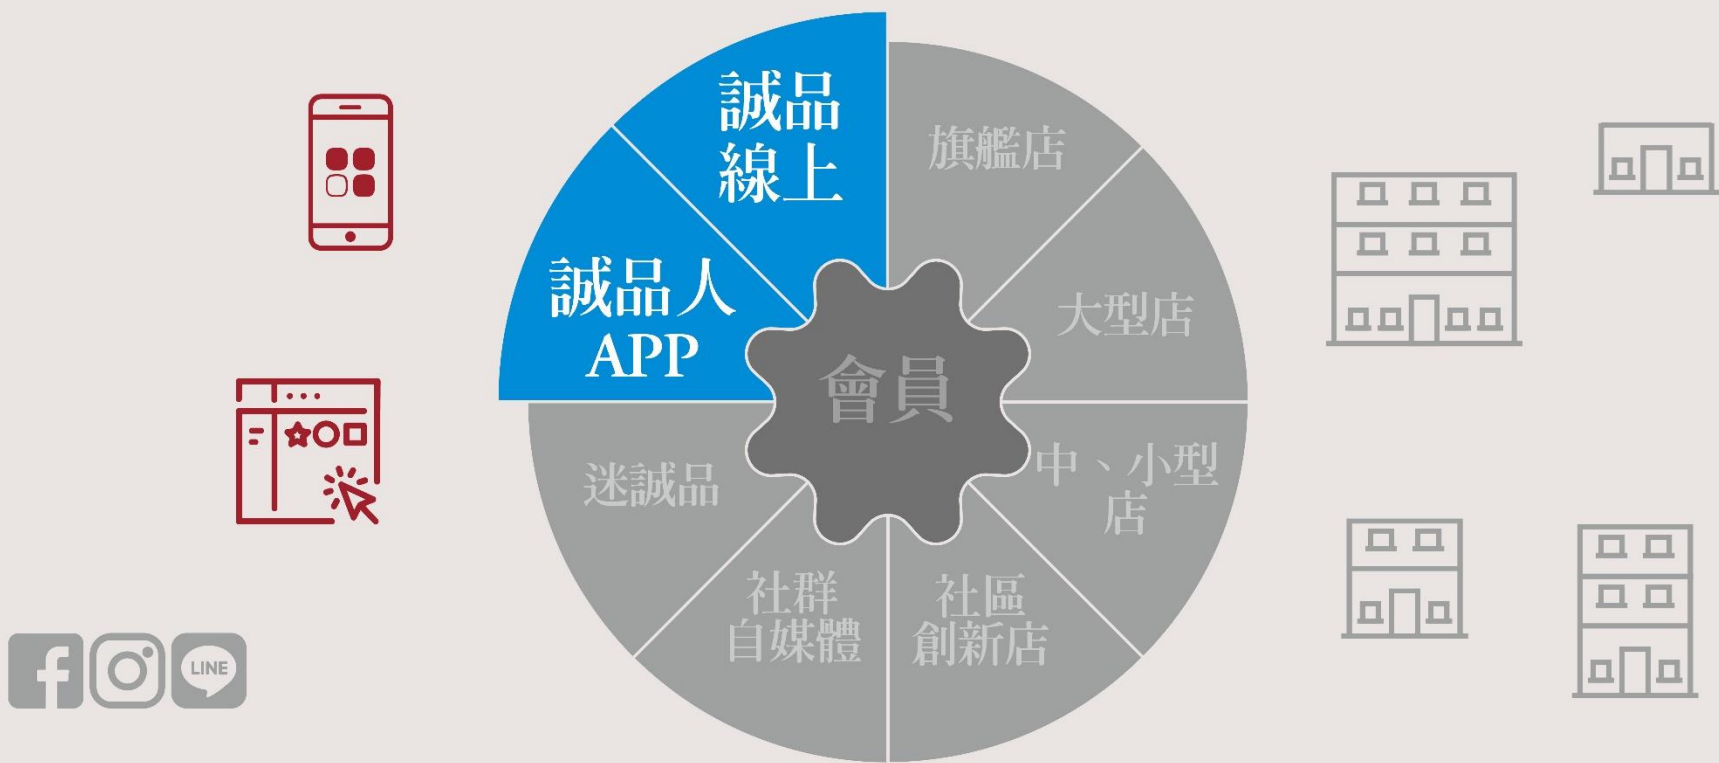 誠品
線上
旗艦店
誠品人
APP
大型店
會員
迷誠品
中、小型
店
社群
自媒體
社區
創新店
LINE